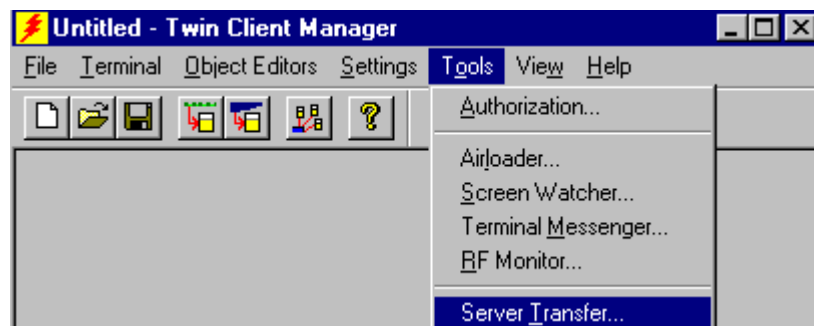 Untitled - Twin Client Manager
File Terminal Object Editors Settings Tools View Help
Authorization...
Airloader...
Screen Watcher...
Terminal Messenger...
RF Monitor...
Server Transfer...